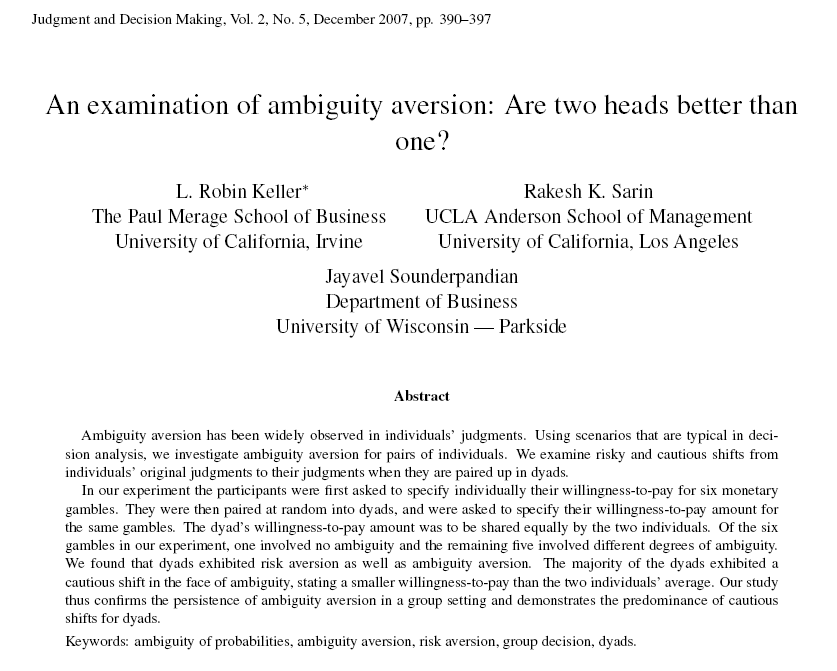 Judgment and Decision Making, Vol. 2, No. 5, December 2007, pp. 390–397
An examination of ambiguity aversion: Are two heads better than
one?
L. Robin Keller*
The Paul Merage School of Business
University of California, Irvine
Rakesh K. Sarin
UCLA Anderson School of Management
University of California, Los Angeles
Jayavel Sounderpandian
Department of Business
University of Wisconsin — Parkside
Abstract
Ambiguity aversion has been widely observed in individuals’ judgments. Using scenarios that are typical in deci-
sion analysis, we investigate ambiguity aversion for pairs of individuals. We examine risky and cautious shifts from
individuals’ original judgments to their judgments when they are paired up in dyads.
In our experiment the participants were first asked to specify individually their willingness-to-pay for six monetary
gambles. They were then paired at random into dyads, and were asked to specify their willingness-to-pay amount for
the same gambles. The dyad’s willingness-to-pay amount was to be shared equally by the two individuals. Of the six
gambles in our experiment, one involved no ambiguity and the remaining five involved different degrees of ambiguity.
We found that dyads exhibited risk aversion as well as ambiguity aversion. The majority of the dyads exhibited a
cautious shift in the face of ambiguity, stating a smaller willingness-to-pay than the two individuals’ average. Our study
thus confirms the persistence of ambiguity aversion in a group setting and demonstrates the predominance of cautious
shifts for dyads.
Keywords: ambiguity of probabilities, ambiguity aversion, risk aversion, group decision, dyads.